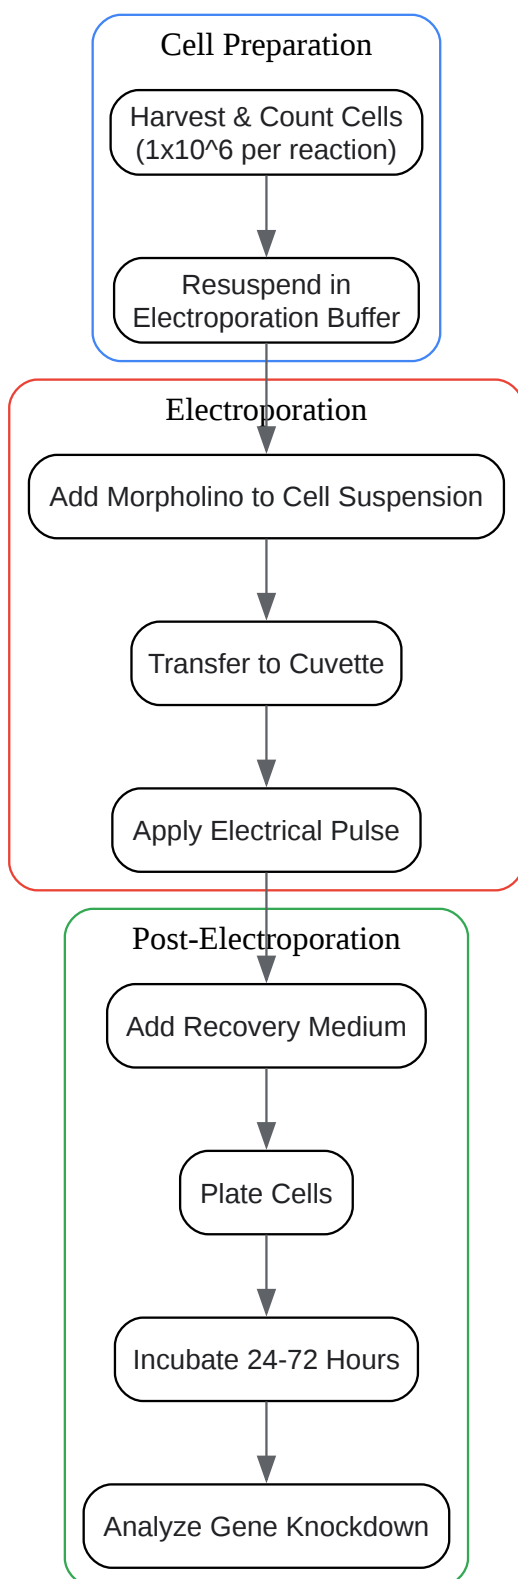 Cell Preparation
Harvest & Count Cells
(1x10^6 per reaction)
Resuspend in
Electroporation Buffer
Electroporation
Add Morpholino to Cell Suspension
Transfer to Cuvette
Apply Electrical Pulse
Post-Electroporation
Add Recovery Medium
Plate Cells
Incubate 24-72 Hours
Analyze Gene Knockdown